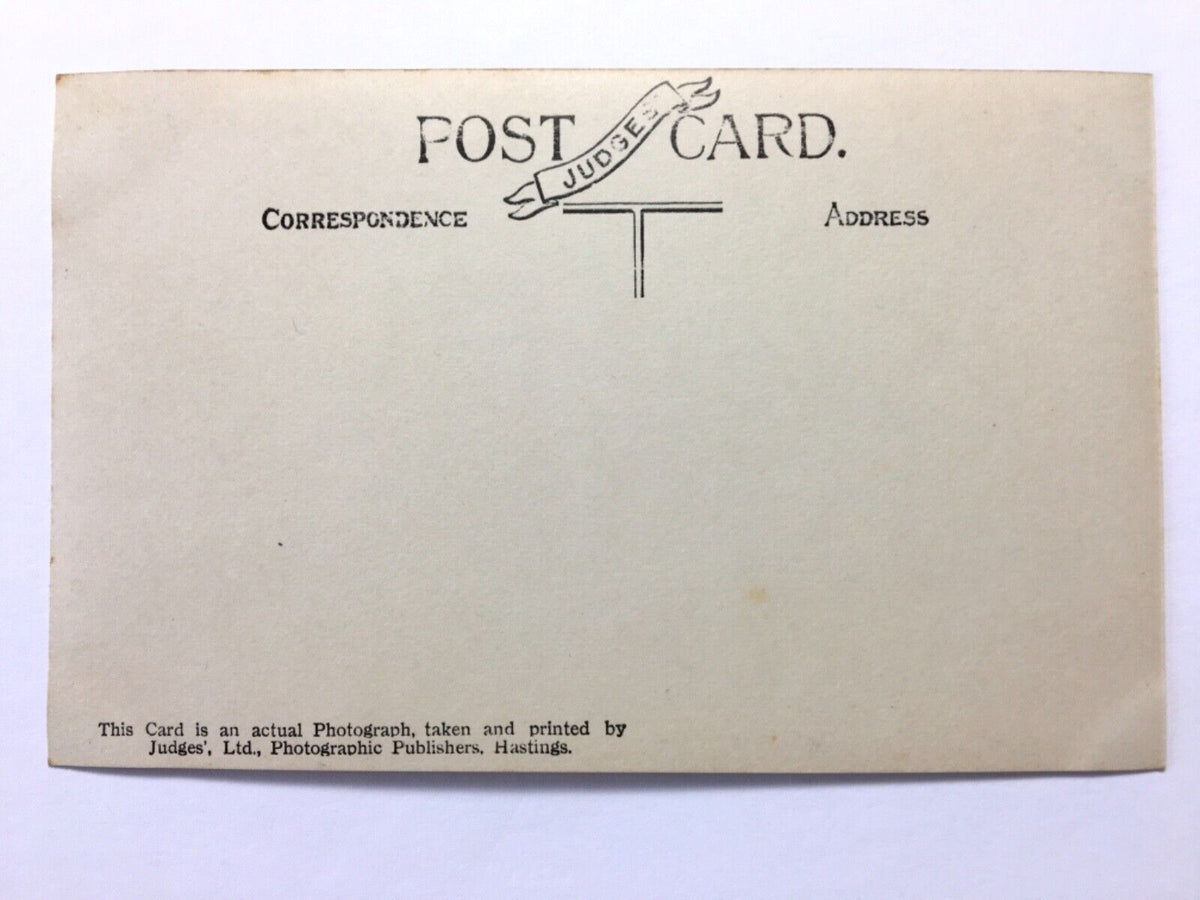 POST CARD.
JUDGES'
CORRESPONDENCE
ADDRESS
This Card is an actual Photograph, taken and printed by
Judges', Ltd., Photographic Publishers, Hastings.